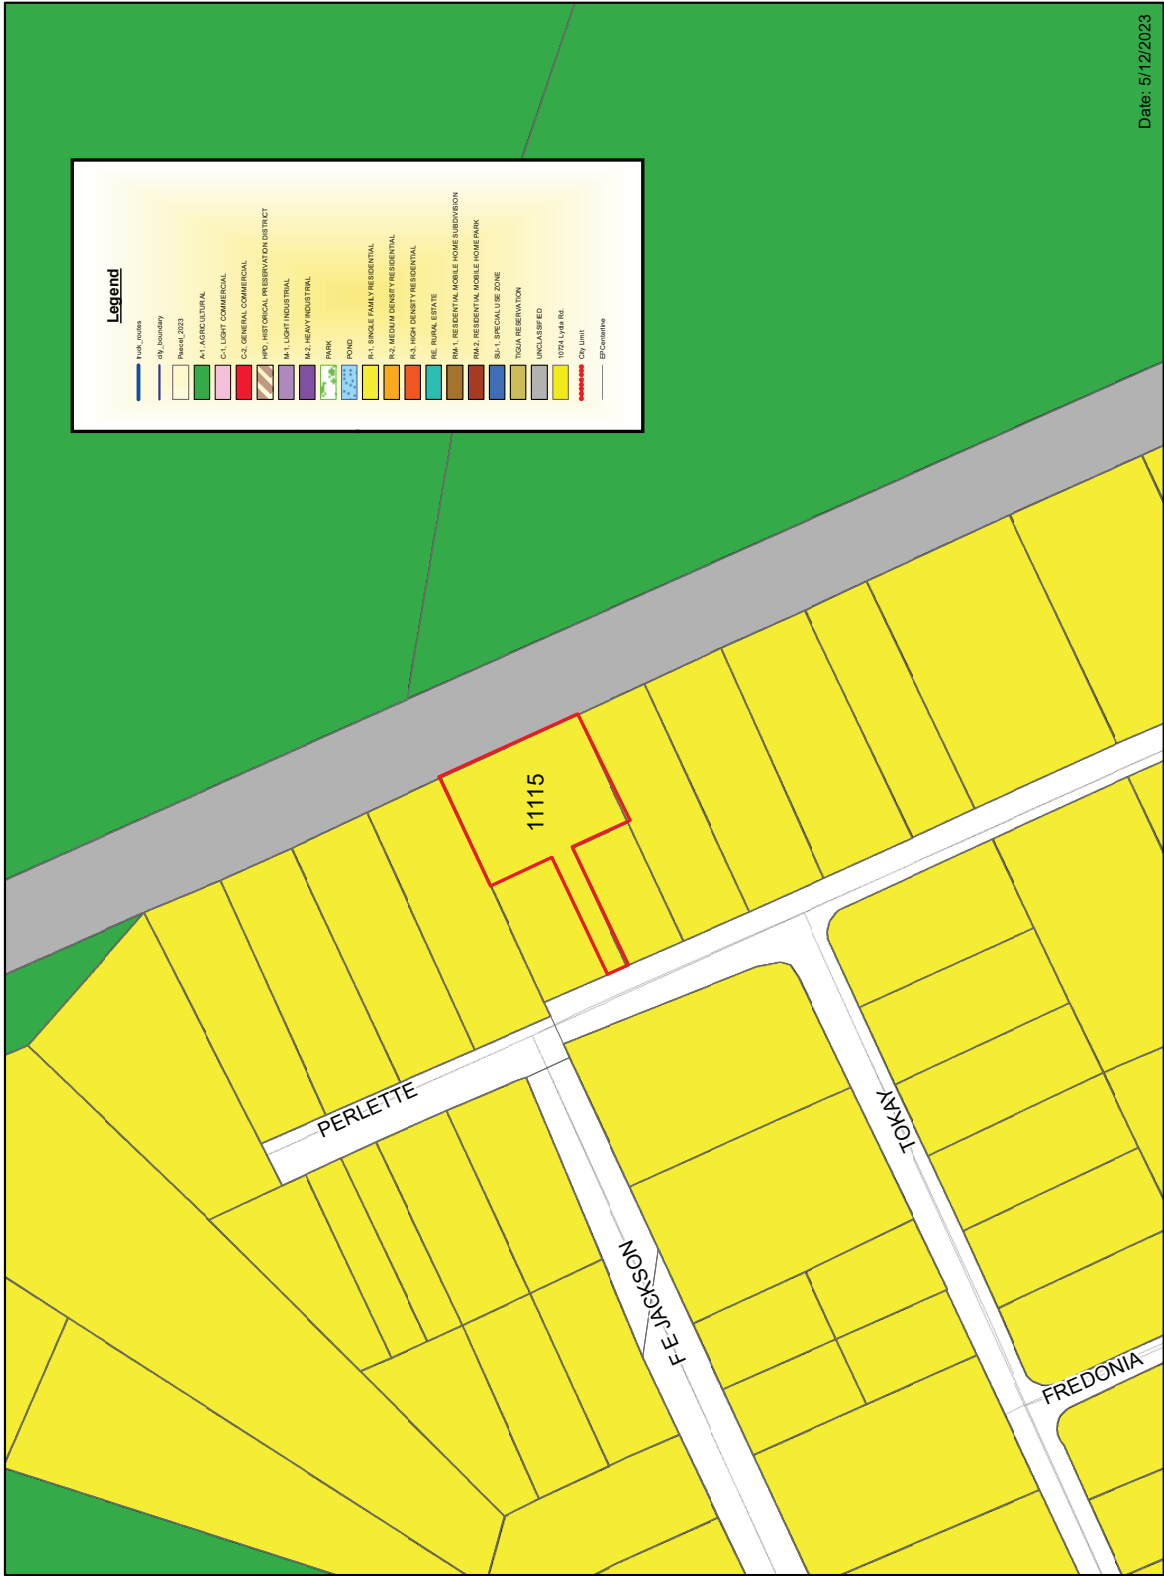 Legend
truck_routes
city_boundary
Paecel_2023
A-1, AGRICULTURAL
C-1, LIGHT COMMERCIAL
C-2, GENERAL COMMERCIAL
HPD, HISTORICAL PRESERVATION DISTRICT
M-1, LIGHT INDUSTRIAL
M-2, HEAVY INDUSTRIAL
PARK
POND
R-1, SINGLE FAMILY RESIDENTIAL
R-2, MEDIUM DENSITY RESIDENTIAL
R-3, HIGH DENSITY RESIDENTIAL
RE, RURAL ESTATE
RM-1, RESIDENTIAL MOBILE HOME SUBDIVISION
RM-2, RESIDENTIAL MOBILE HOME PARK
SU-1, SPECIAL USE ZONE
TIGUA RESERVATION
UNCLASSIFIED
10724 Lyda Rd.
City Limit
EPCenterline
11115
PERLETTE
F E JACKSON
TOKAY
FREDONIA
Date: 5/12/2023